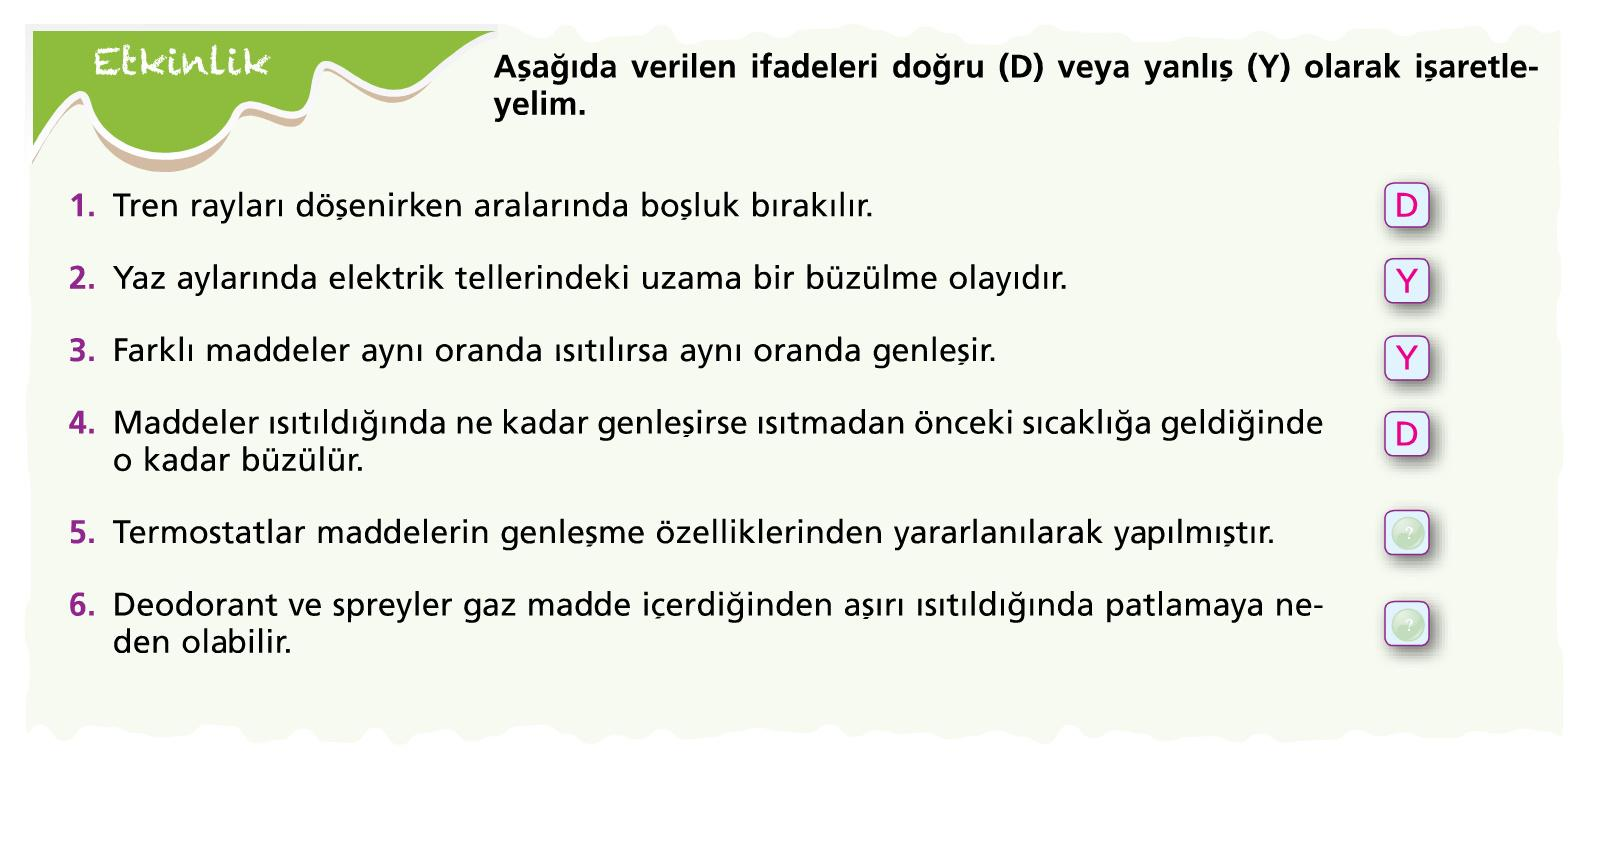 Etkinlik
Aşağıda verilen ifadeleri doğru (D) veya yanlış (Y) olarak işaretle-
yelim.
1. Tren rayları döşenirken aralarında boşluk bırakılır. D
2. Yaz aylarında elektrik tellerindeki uzama bir büzülme olayıdır. Y
3. Farklı maddeler aynı oranda ısıtılırsa aynı oranda genleşir. Y
4. Maddeler ısıtıldığında ne kadar genleşirse ısıtmadan önceki sıcaklığa geldiğinde D
o kadar büzülür.
5. Termostatlar maddelerin genleşme özelliklerinden yararlanılarak yapılmıştır. ?
6. Deodorant ve spreyler gaz madde içerdiğinden aşırı ısıtıldığında patlamaya ne- ?
den olabilir.